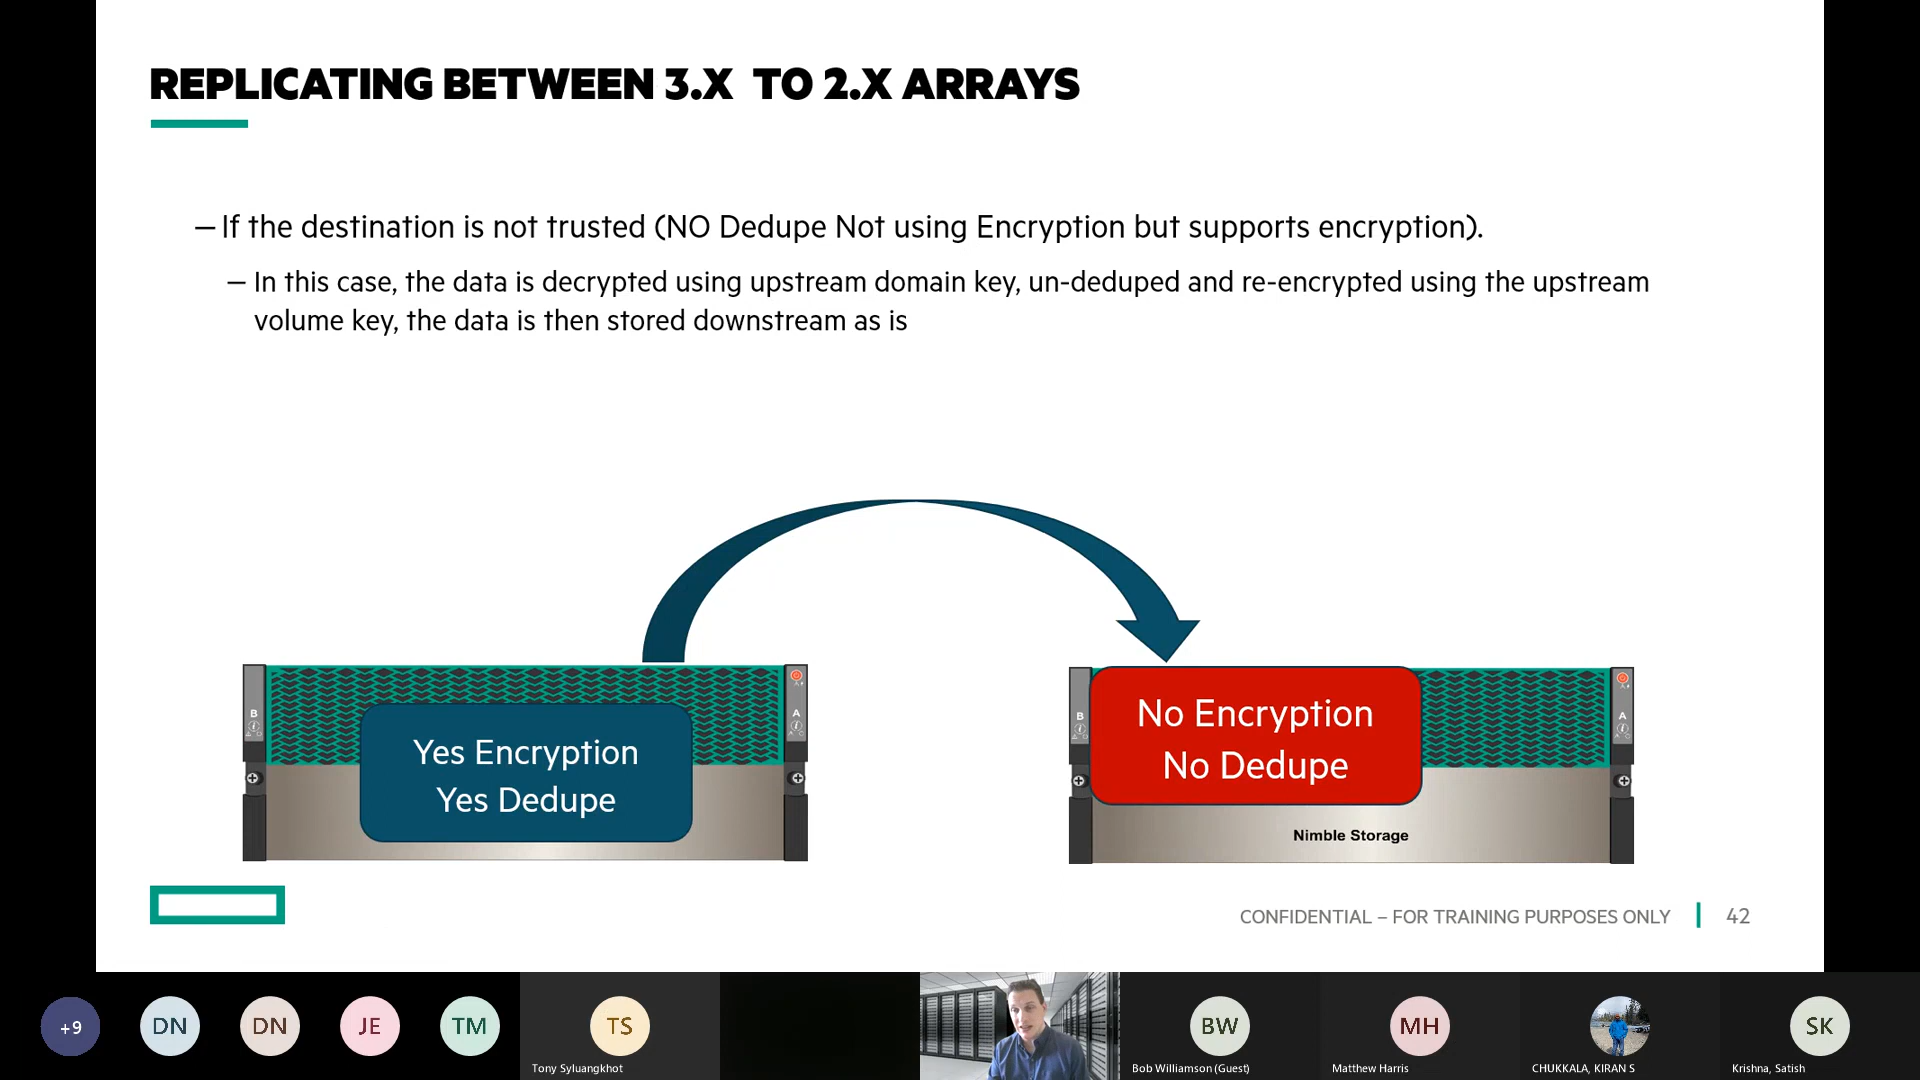 REPLICATING BETWEEN 3.X TO 2.X ARRAYS
– If the destination is not trusted (NO Dedupe Not using Encryption but supports encryption).
– In this case, the data is decrypted using upstream domain key, un-deduped and re-encrypted using the upstream
volume key, the data is then stored downstream as is
B
A
Yes Encryption
Yes Dedupe
B
A
No Encryption
No Dedupe
Nimble Storage
CONFIDENTIAL – FOR TRAINING PURPOSES ONLY
42
+9
DN
DN
JE
TM
TS
BW
MH
SK
Tony Syluangkhot
Bob Williamson (Guest)
Matthew Harris
CHUKKALA, KIRAN S
Krishna, Satish